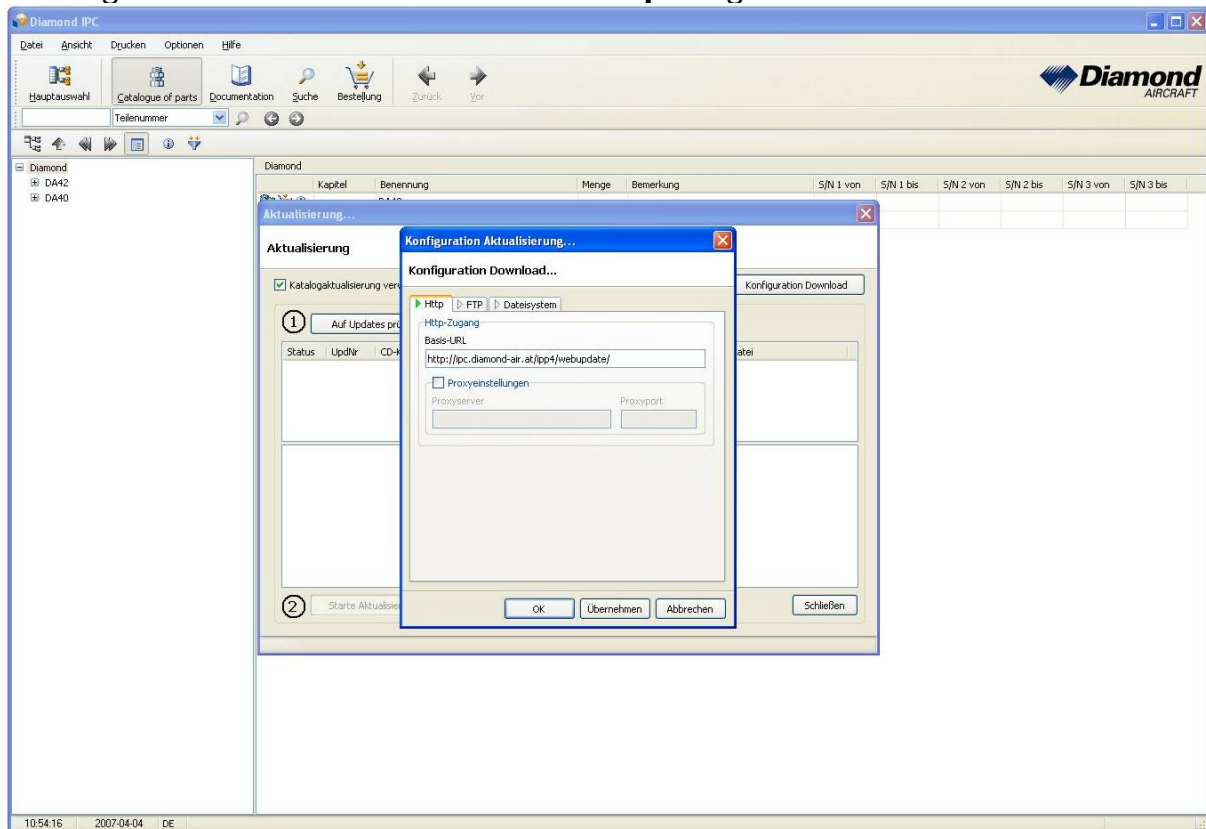 Diamond IPC
Datei Ansicht Drucken Optionen Hilfe
Hauptauswahl Catalogue of parts Documentation Suche Bestellung Zurück Vor
Diamond
AIRCRAFT
Teilenummer
Diamond
DA42
DA40
Diamond
Kapitel Benennung Menge Bemerkung S/N 1 von S/N 1 bis S/N 2 von S/N 2 bis S/N 3 von S/N 3 bis
Aktualisierung...
Aktualisierung
Katalogaktualisierung
Konfiguration Download
1 Auf Updates
Status UpdNr
2 Starte
Schließen
Konfiguration Aktualisierung...
Konfiguration Download...
Http FTP Dateisystem
Http-Zugang
Basis-URL
http://ipc.diamond-air.at/ipp4/webupdate/
Proxyeinstellungen
Proxyserver Proxyport
OK Übernehmen Abbrechen
10:54:16 2007-04-04 DE